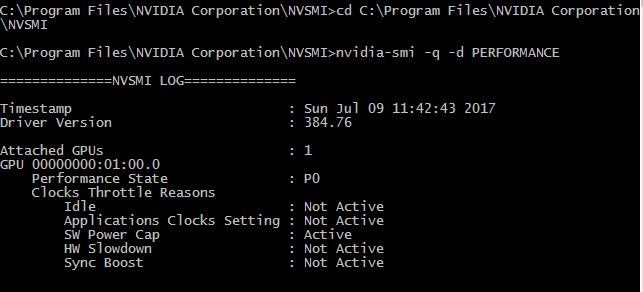 C:\Program Files\NVIDIA Corporation\NVSMI>cd C:\Program Files\NVIDIA Corporation
\NVSMI
C:\Program Files\NVIDIA Corporation\NVSMI>nvidia-smi -q -d PERFORMANCE
==============NVSMI LOG==============
Timestamp                           : Sun Jul 09 11:42:43 2017
Driver Version                      : 384.76
Attached GPUs                       : 1
GPU 00000000:01:00.0
    Performance State               : P0
    Clocks Throttle Reasons
        Idle                        : Not Active
        Applications Clocks Setting : Not Active
        SW Power Cap                : Active
        HW Slowdown                 : Not Active
        Sync Boost                  : Not Active